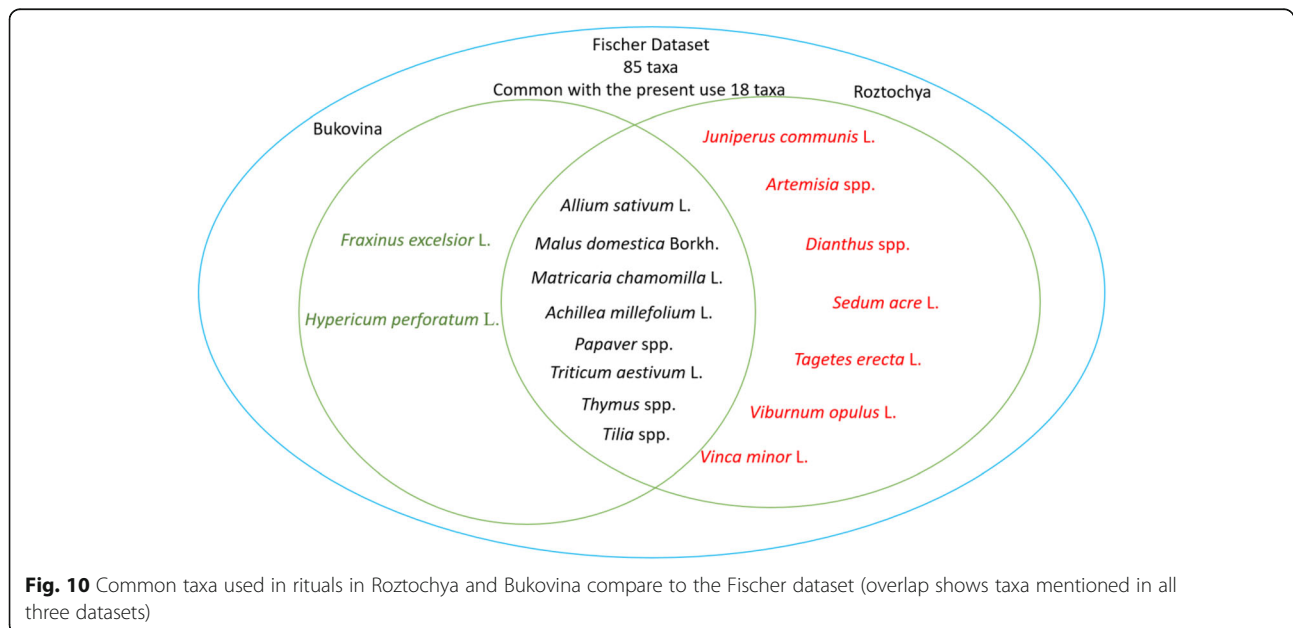 Fischer Dataset
85 taxa
Common with the present use 18 taxa
Bukovina
Roztochya
Fraxinus excelsior L.
Hypericum perforatum L.
Allium sativum L.
Malus domestica Borkh.
Matricaria chamomilla L.
Achillea millefolium L.
Papaver spp.
Triticum aestivum L.
Thymus spp.
Tilia spp.
Juniperus communis L.
Artemisia spp.
Dianthus spp.
Sedum acre L.
Tagetes erecta L.
Viburnum opulus L.
Vinca minor L.
Fig. 10 Common taxa used in rituals in Roztochya and Bukovina compare to the Fischer dataset (overlap shows taxa mentioned in all
three datasets)